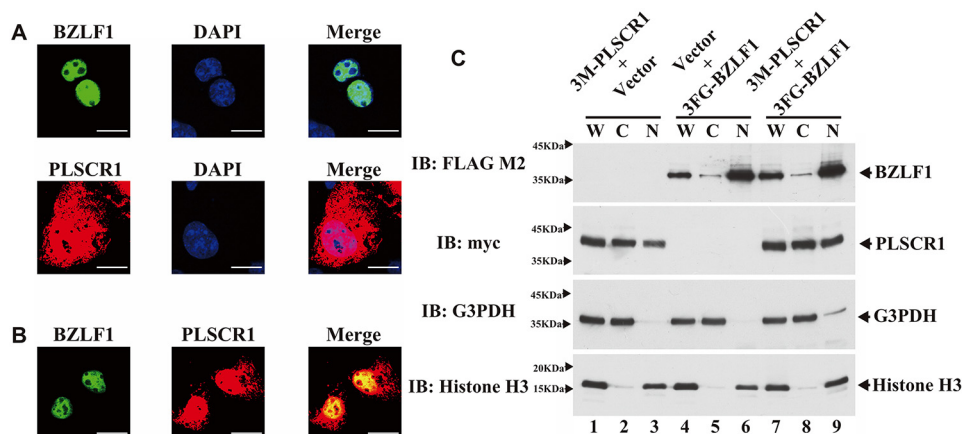 A
BZLF1 DAPI Merge
PLSCR1 DAPI Merge
B
BZLF1 PLSCR1 Merge
C
3M-PLSCR1
+
Vector
Vector
+
3FG-BZLF1
3M-PLSCR1
+
3FG-BZLF1
W C N W C N W C N
IB: FLAG M2
45KDa
35KDa
BZLF1
IB: myc
45KDa
35KDa
PLSCR1
IB: G3PDH
45KDa
35KDa
G3PDH
IB: Histone H3
20KDa
15KDa
Histone H3
1 2 3 4 5 6 7 8 9